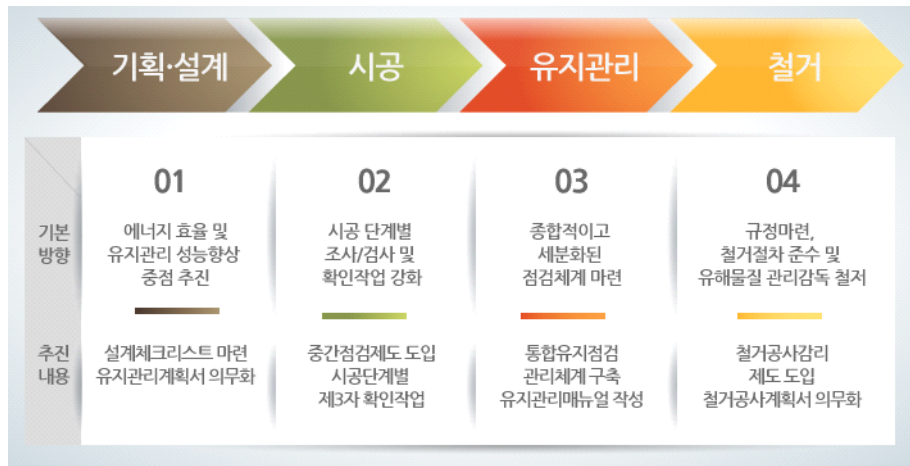 기획·설계
시공
유지관리
철거
01
02
03
04
기본
방향
에너지 효율 및
유지관리 성능향상
중점 추진
시공 단계별
조사/검사 및
확인작업 강화
종합적이고
세분화된
점검체계 마련
규정마련,
철거절차 준수 및
유해물질 관리감독 철저
추진
내용
설계체크리스트 마련
유지관리계획서 의무화
중간점검제도 도입
시공단계별
제3자 확인작업
통합유지점검
관리체계 구축
유지관리매뉴얼 작성
철거공사감리
제도 도입
철거공사계획서 의무화